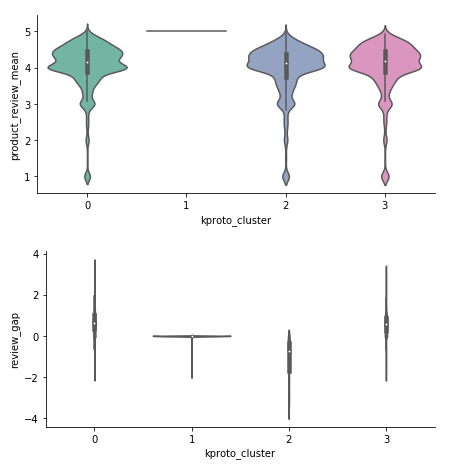 product_review_mean
5
4
3
2
1
0 1 2 3
kproto_cluster
review_gap
4
2
0
−2
−4
0 1 2 3
kproto_cluster